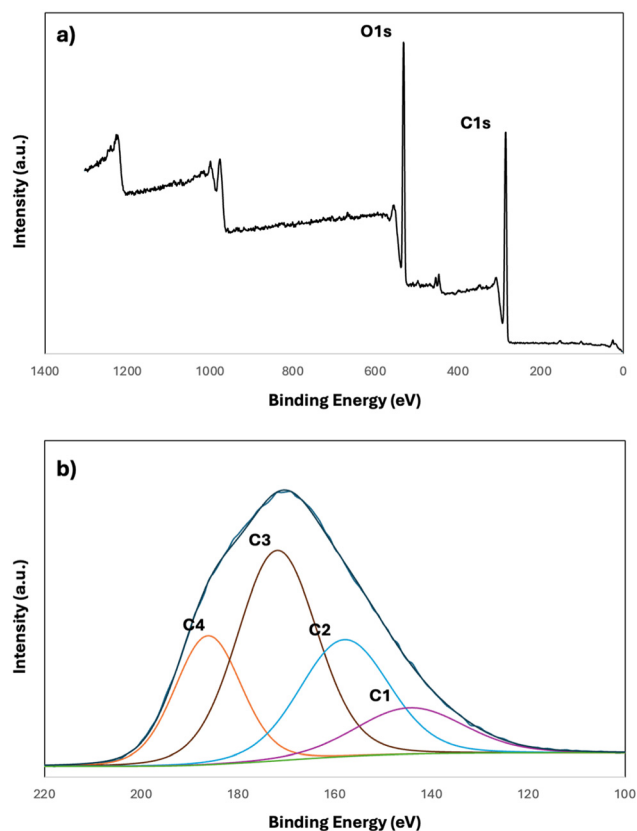 a)
O1s
C1s
Intensity (a.u.)
1400 1200 1000 800 600 400 200 0
Binding Energy (eV)
b)
C3
C4
C2
C1
Intensity (a.u.)
220 200 180 160 140 120 100
Binding Energy (eV)